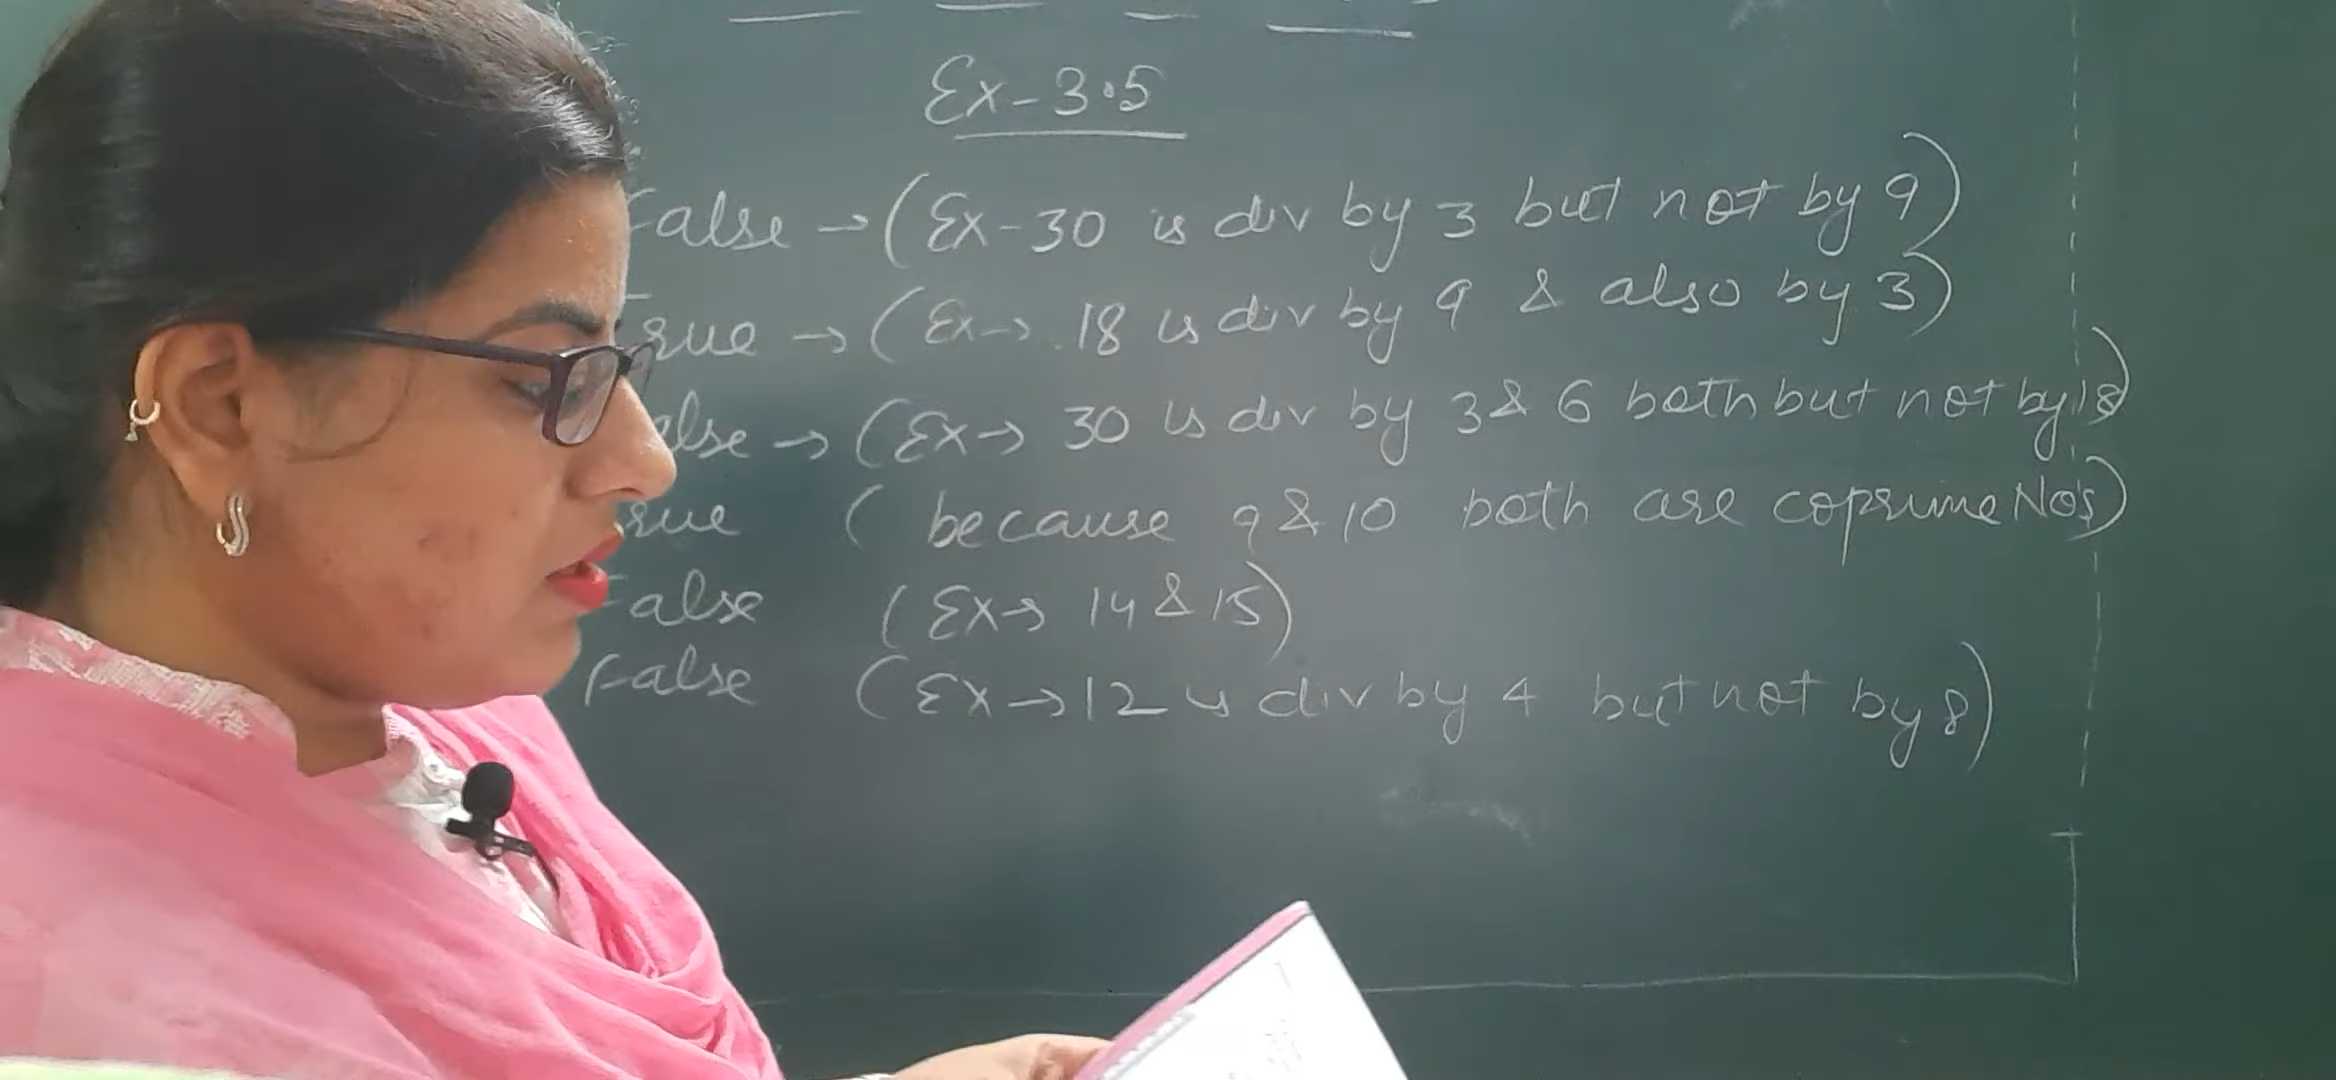 Ex-3.5
False → (Ex-30 is div by 3 but not by 9)
True → (Ex → 18 is div by 9 & also by 3)
alse → (Ex → 30 is div by 3 & 6 both but not by 18)
rue ( because 9 & 10 both are coprime No's)
False (Ex → 14 & 15)
False (Ex → 12 is div by 4 but not by 8)